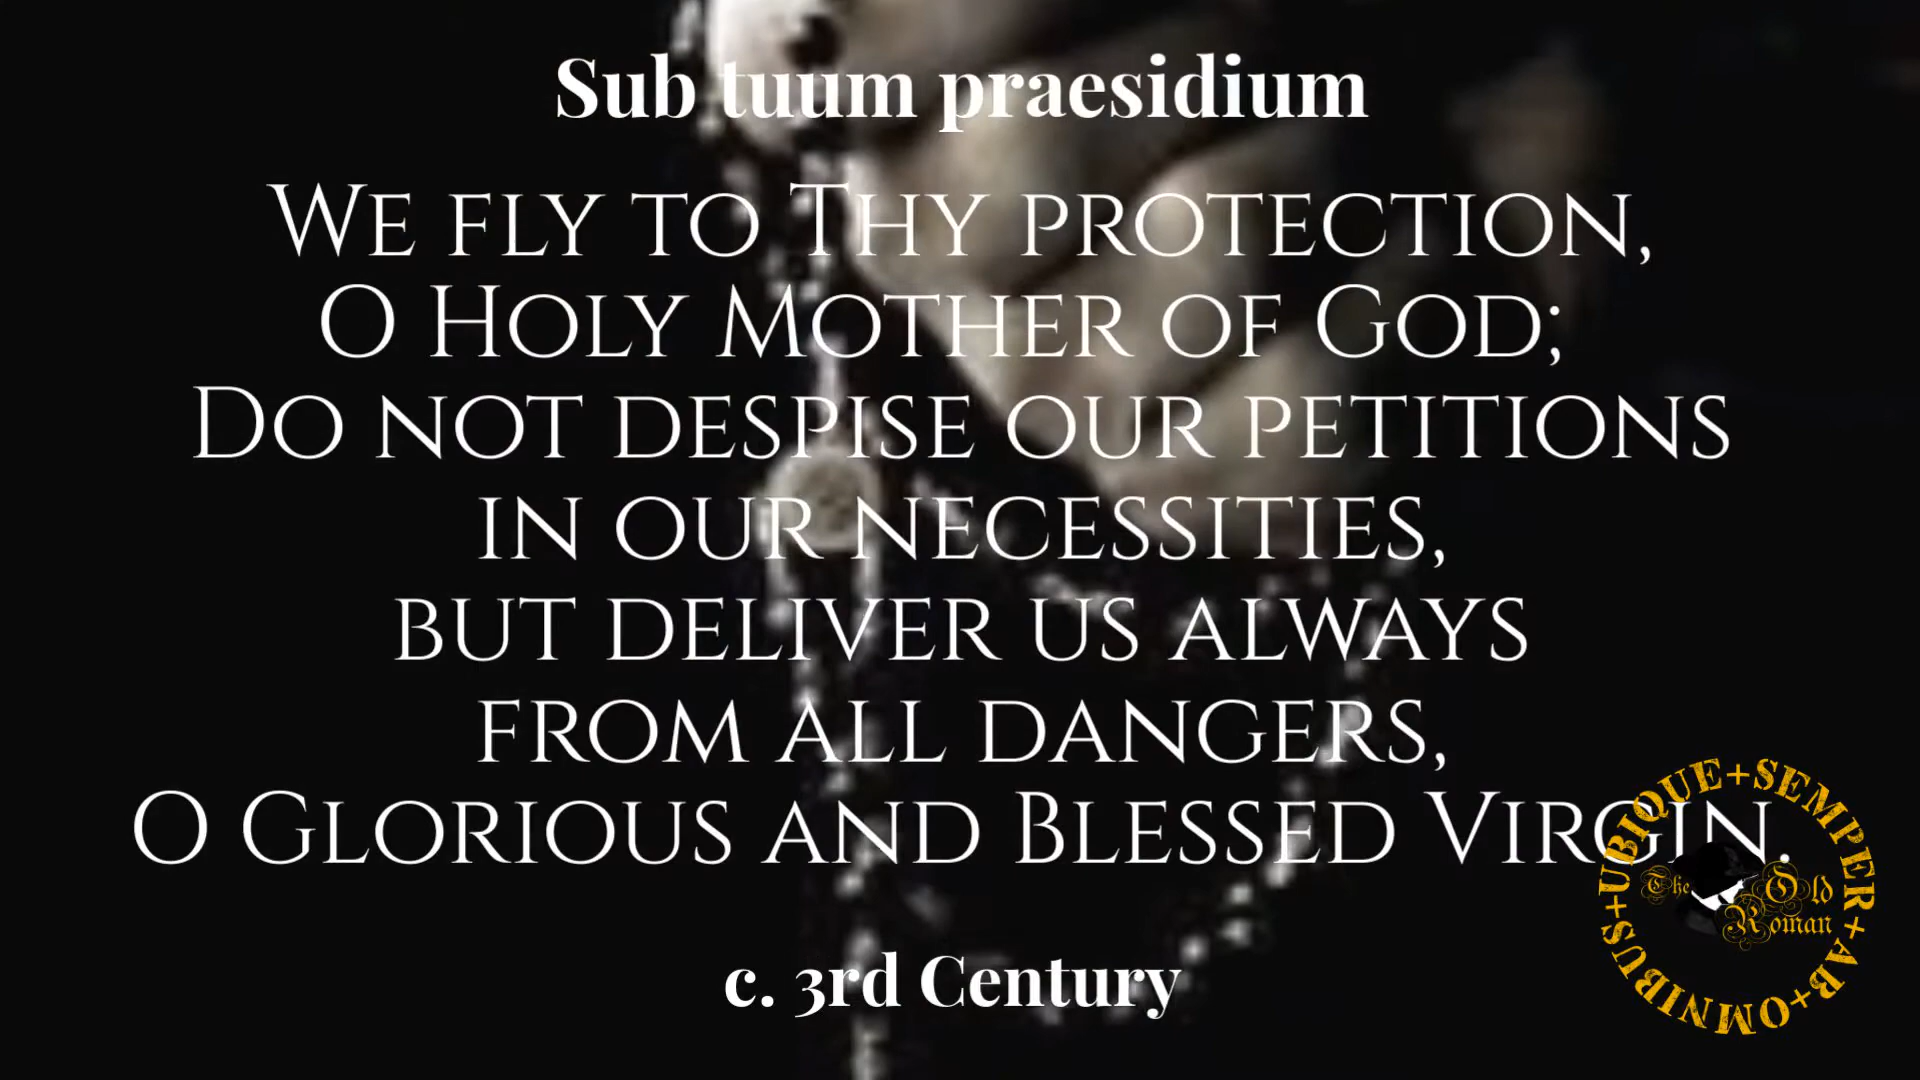 Sub tuum praesidium
We fly to Thy protection,
O Holy Mother of God;
Do not despise our petitions
in our necessities,
but deliver us always
from all dangers,
O Glorious and Blessed Virgin.
c. 3rd Century
UBIQUE+SEMPER+AB+OMNIBUS+
The Old
Roman